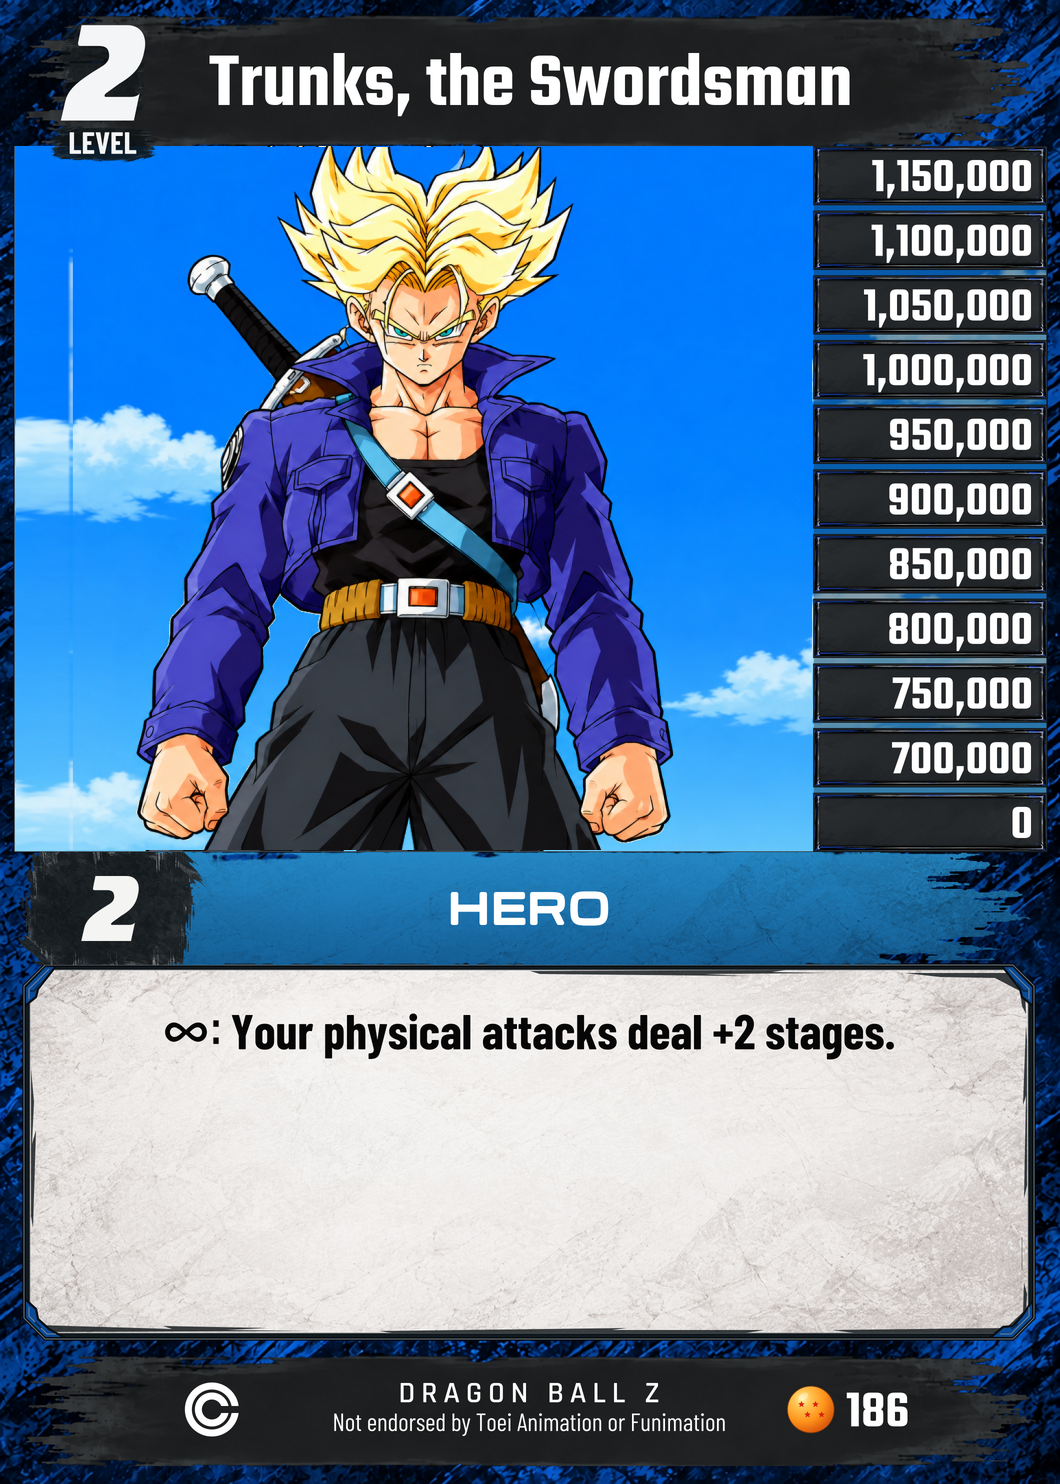 2
LEVEL
Trunks, the Swordsman
1,150,000
1,100,000
1,050,000
1,000,000
950,000
900,000
850,000
800,000
750,000
700,000
0
2
HERO
∞: Your physical attacks deal +2 stages.
DRAGON BALL Z
Not endorsed by Toei Animation or Funimation
186